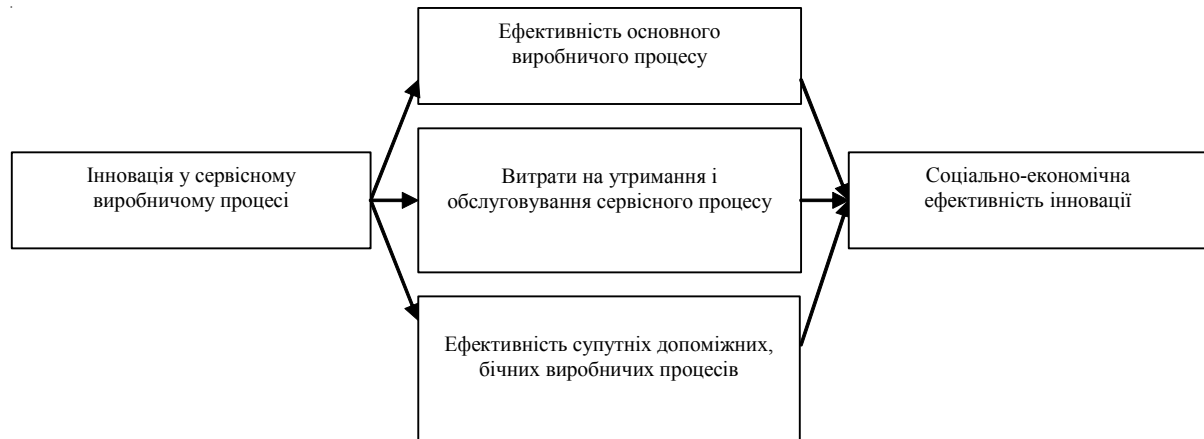 Ефективність основного
виробничого процесу
Інновація у сервісному
виробничому процесі
Витрати на утримання і
обслуговування сервісного процесу
Соціально-економічна
ефективність інновації
Ефективність супутніх допоміжних,
бічних виробничих процесів